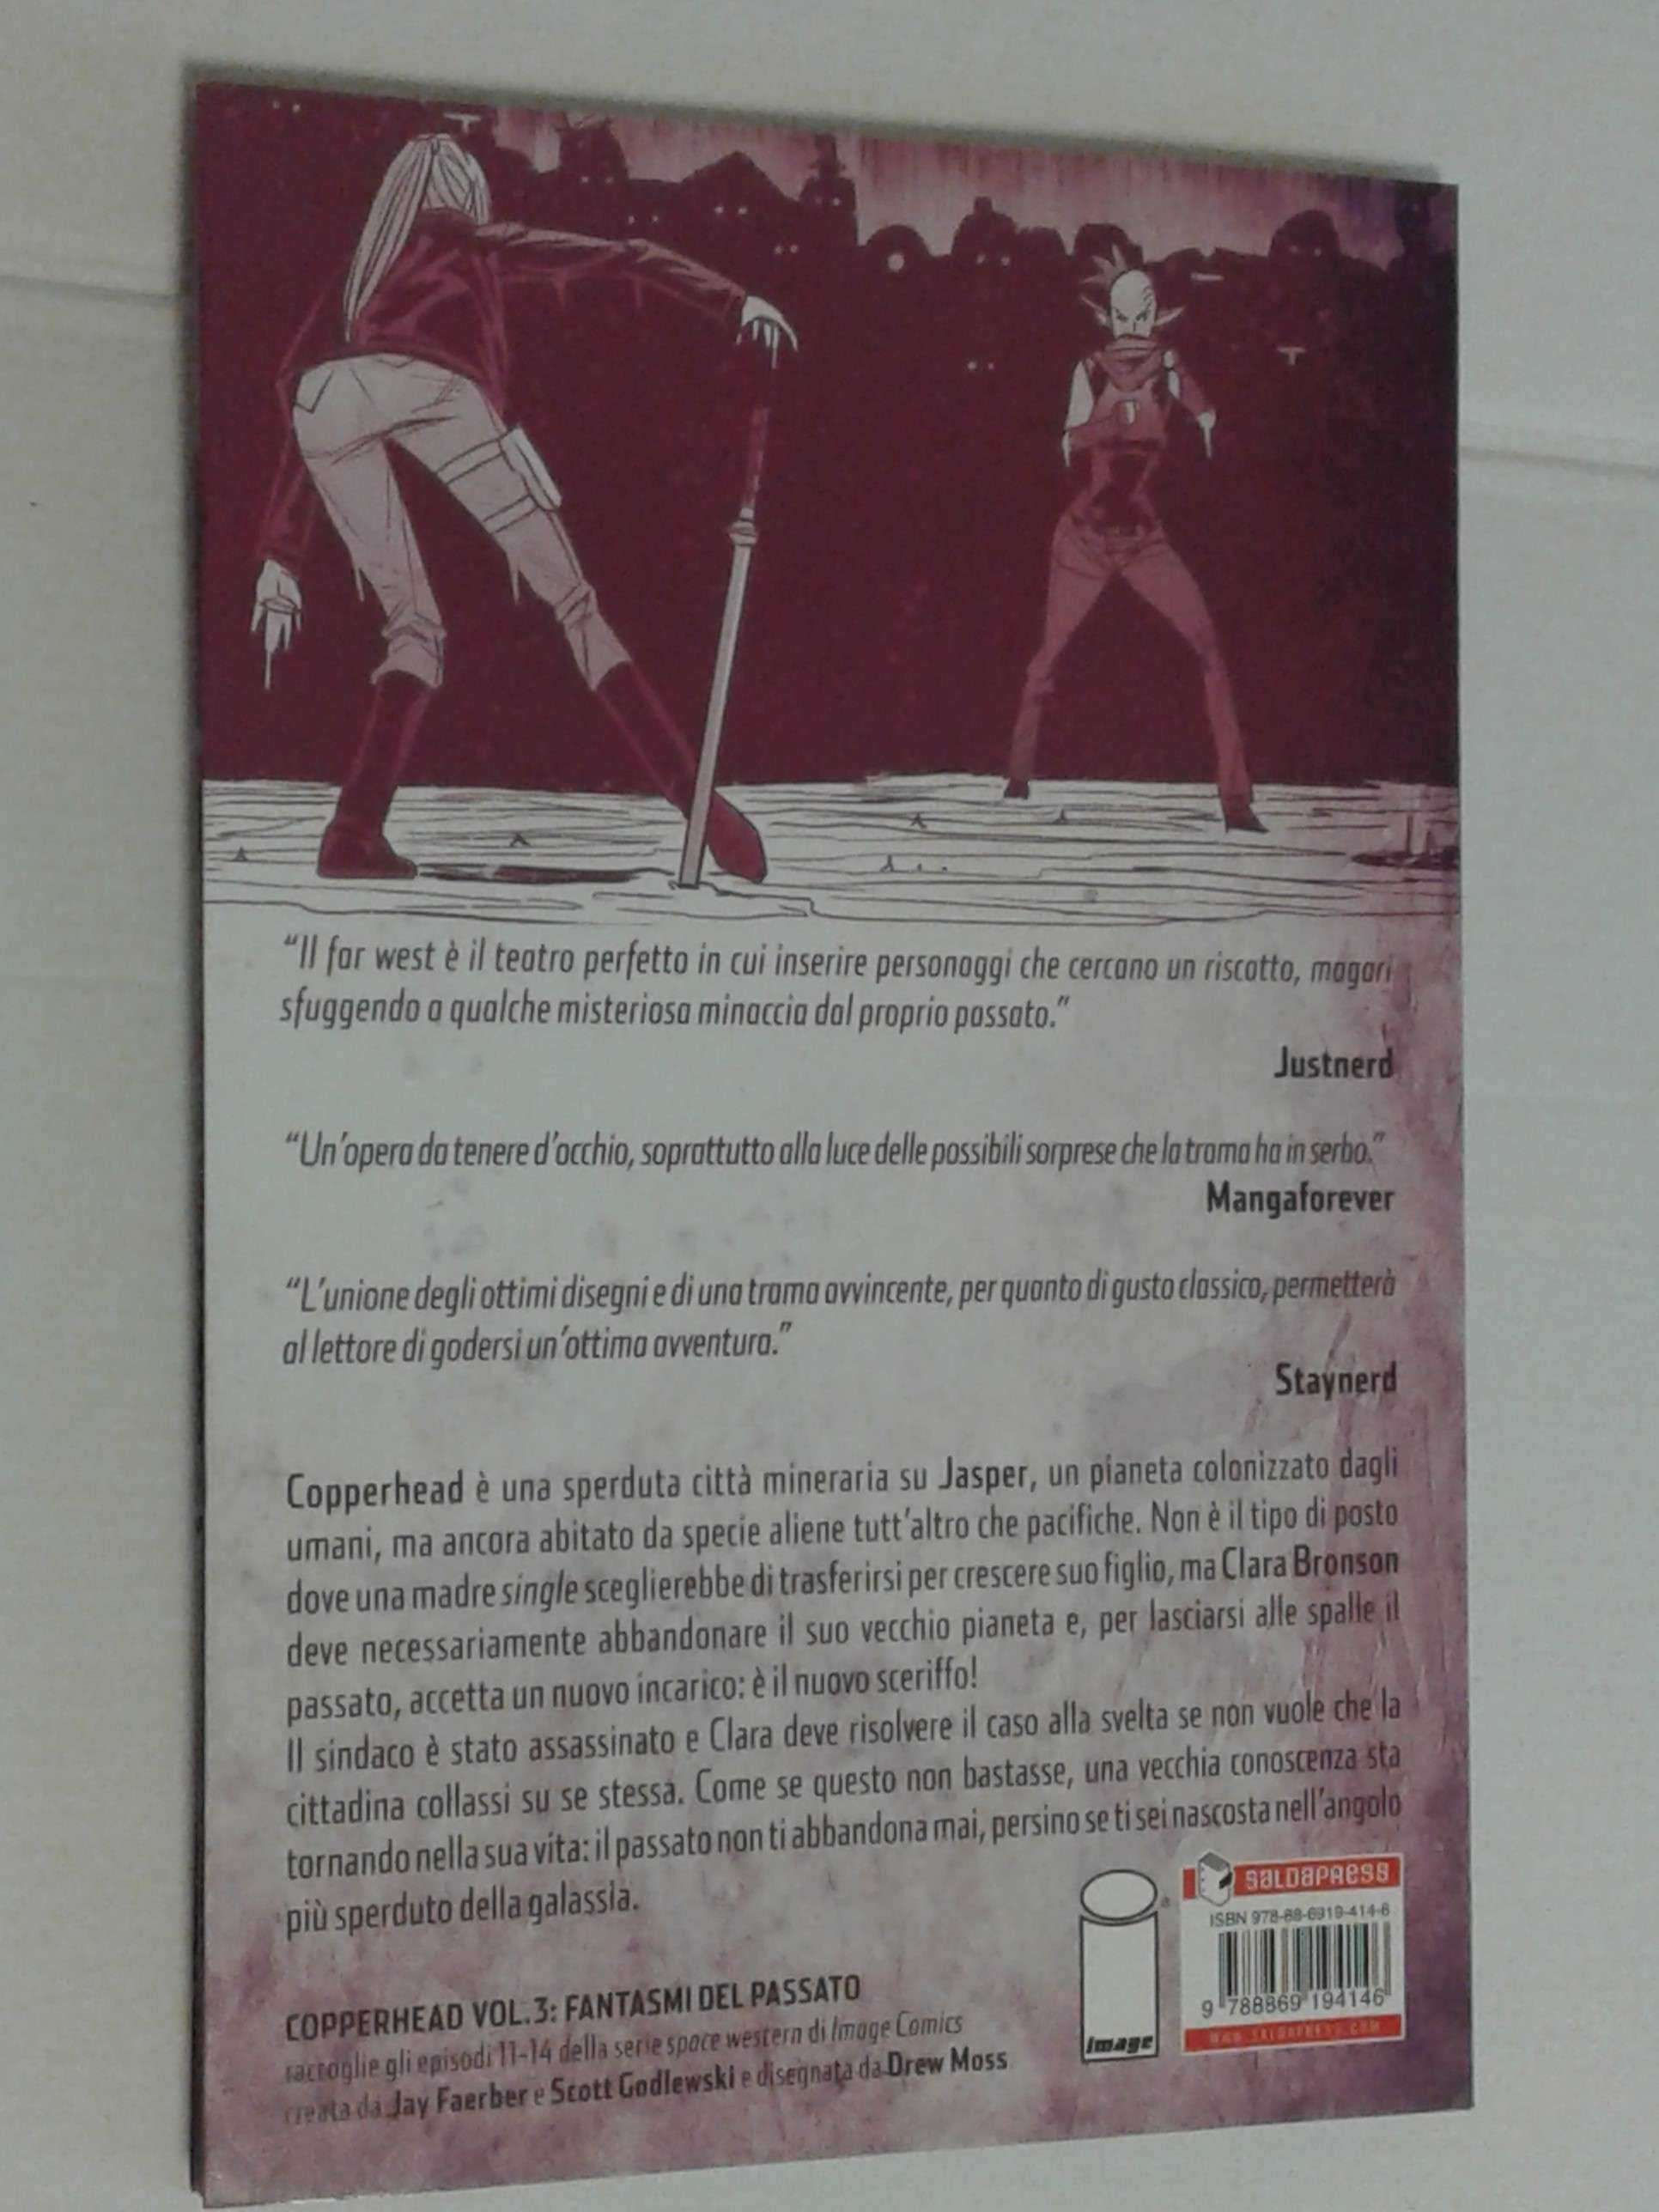 “Il far west è il teatro perfetto in cui inserire personaggi che cercano un riscatto, magari
sfuggendo a qualche misteriosa minaccia dal proprio passato.”
Justnerd
“Un’opera da tenere d’occhio, soprattutto alla luce delle possibili sorprese che la trama ha in serbo.”
Mangaforever
“L’unione degli ottimi disegni e di una trama avvincente, per quanto di gusto classico, permetterà
al lettore di godersi un’ottima avventura.”
Staynerd
Copperhead è una sperduta città mineraria su Jasper, un pianeta colonizzato dagli
umani, ma ancora abitato da specie aliene tutt’altro che pacifiche. Non è il tipo di posto
dove una madre single sceglierebbe di trasferirsi per crescere suo figlio, ma Clara Bronson
deve necessariamente abbandonare il suo vecchio pianeta e, per lasciarsi alle spalle il
passato, accetta un nuovo incarico: è il nuovo sceriffo!
Il sindaco è stato assassinato e Clara deve risolvere il caso alla svelta se non vuole che la
cittadina collassi su se stessa. Come se questo non bastasse, una vecchia conoscenza sta
tornando nella sua vita: il passato non ti abbandona mai, persino se ti sei nascosta nell’angolo
più sperduto della galassia.
COPPERHEAD VOL.3: FANTASMI DEL PASSATO
raccoglie gli episodi 11-14 della serie space western di Image Comics
creata da Jay Faerber e Scott Godlewski e disegnata da Drew Moss
image
®
saldaPress
ISBN 978-88-6919-414-6
9 788869 194146
www.saldapress.com